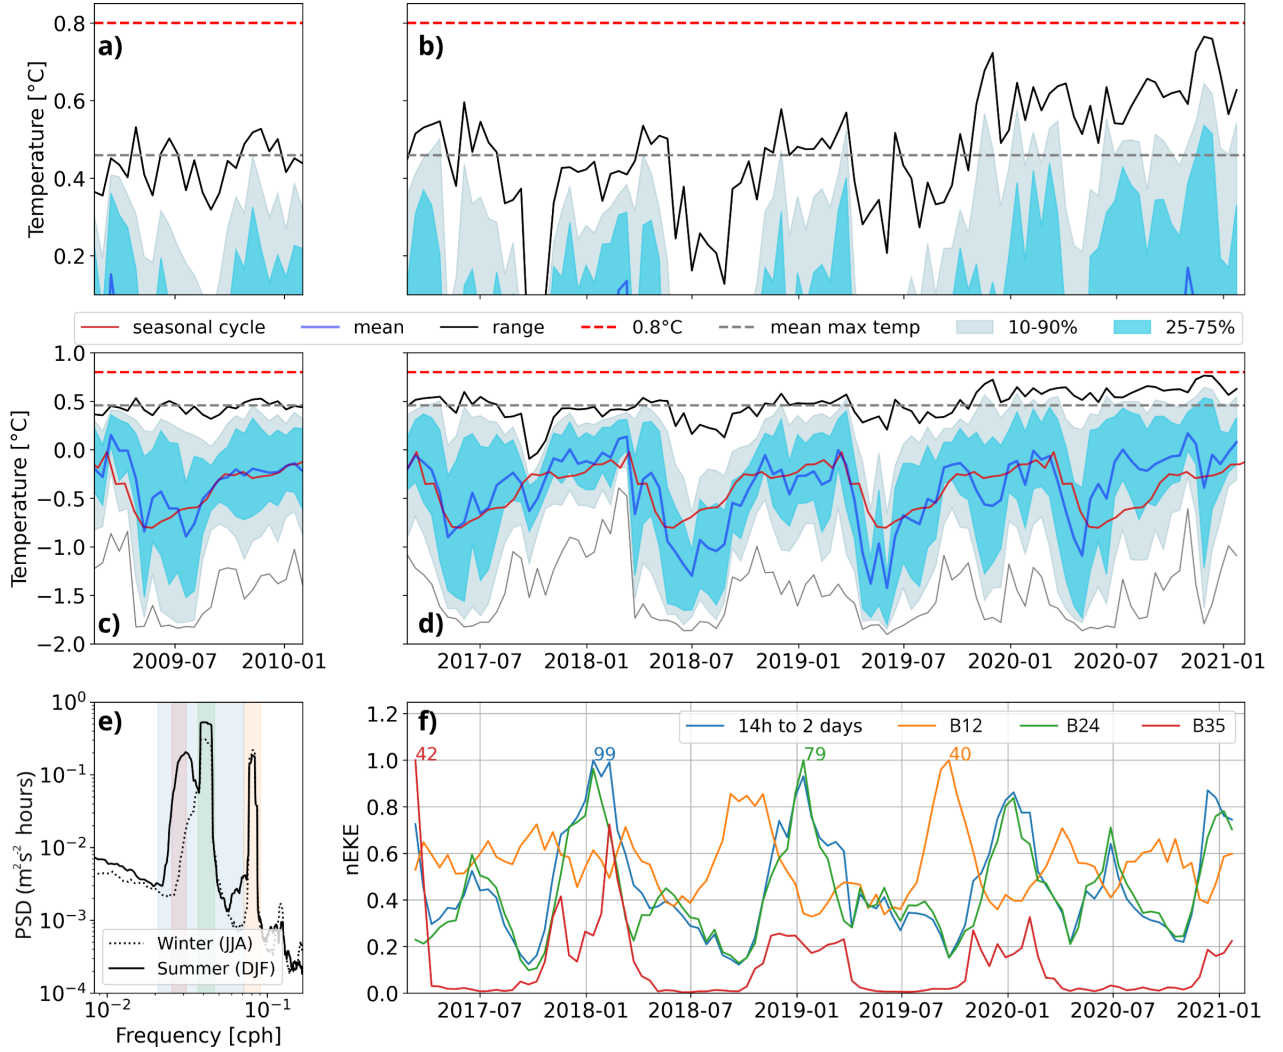 a)
b)
0.8
0.6
0.4
0.2
Temperature [°C]
seasonal cycle
mean
range
0.8°C
mean max temp
10-90%
25-75%
1.0
0.5
0.0
−0.5
−1.0
−1.5
−2.0
Temperature [°C]
c)
d)
2009-07
2010-01
2017-07
2018-01
2018-07
2019-01
2019-07
2020-01
2020-07
2021-01
e)
10⁰
10⁻¹
10⁻²
10⁻³
10⁻⁴
PSD (m²s⁻² hours)
Winter (JJA)
Summer (DJF)
10⁻²
10⁻¹
Frequency [cph]
f)
14h to 2 days
B12
B24
B35
42
99
79
40
1.2
1.0
0.8
0.6
0.4
0.2
0.0
nEKE
2017-07
2018-01
2018-07
2019-01
2019-07
2020-01
2020-07
2021-01